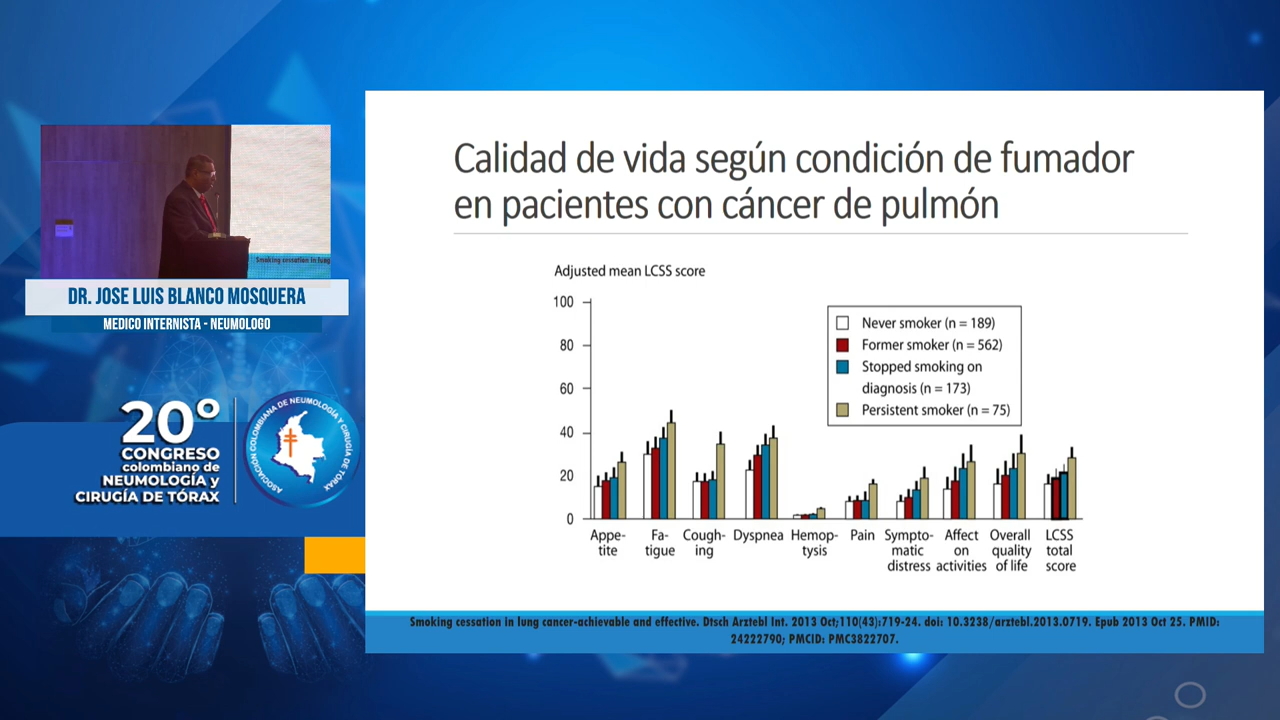 Smoking cessation in lung
DR. JOSE LUIS BLANCO MOSQUERA
MEDICO INTERNISTA - NEUMOLOGO
20º
CONGRESO
colombiano de
NEUMOLOGÍA y
CIRUGÍA DE TÓRAX
ASOCIACIÓN COLOMBIANA DE NEUMOLOGÍA Y CIRUGÍA DE TÓRAX
Calidad de vida según condición de fumador
en pacientes con cáncer de pulmón
Adjusted mean LCSS score
100
80
60
40
20
0
Never smoker (n = 189)
Former smoker (n = 562)
Stopped smoking on
diagnosis (n = 173)
Persistent smoker (n = 75)
Appe-
tite
Fa-
tigue
Cough-
ing
Dyspnea
Hemop-
tysis
Pain
Sympto-
matic
distress
Affect
on
activities
Overall
quality
of life
LCSS
total
score
Smoking cessation in lung cancer-achievable and effective. Dtsch Arztebl Int. 2013 Oct;110(43):719-24. doi: 10.3238/arztebl.2013.0719. Epub 2013 Oct 25. PMID:
24222790; PMCID: PMC3822707.